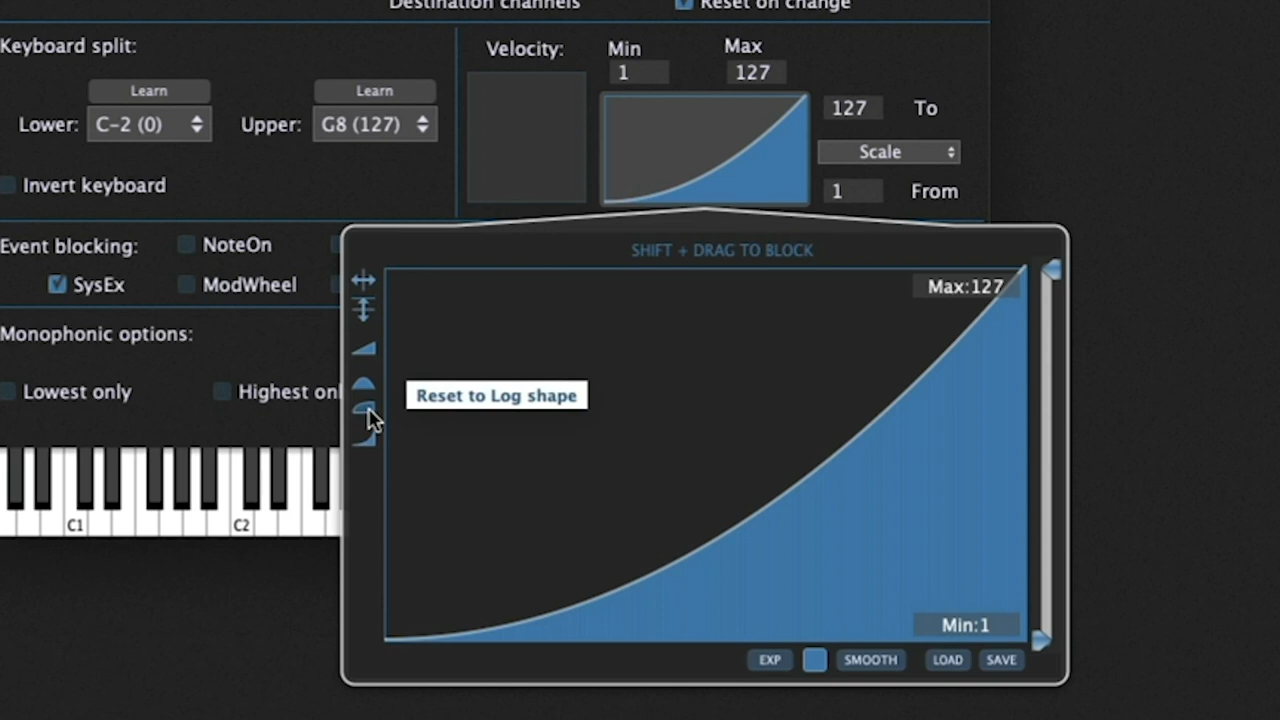 Destination channels
Reset on change
Keyboard split:
Velocity:
Min
Max
1
127
Learn
Learn
Lower: C-2 (0)
Upper: G8 (127)
127
To
Scale
1
From
Invert keyboard
Event blocking:
NoteOn
SysEx
ModWheel
Monophonic options:
Lowest only
Highest onl
C1
C2
SHIFT + DRAG TO BLOCK
Max:127
Reset to Log shape
Min:1
EXP
SMOOTH
LOAD
SAVE